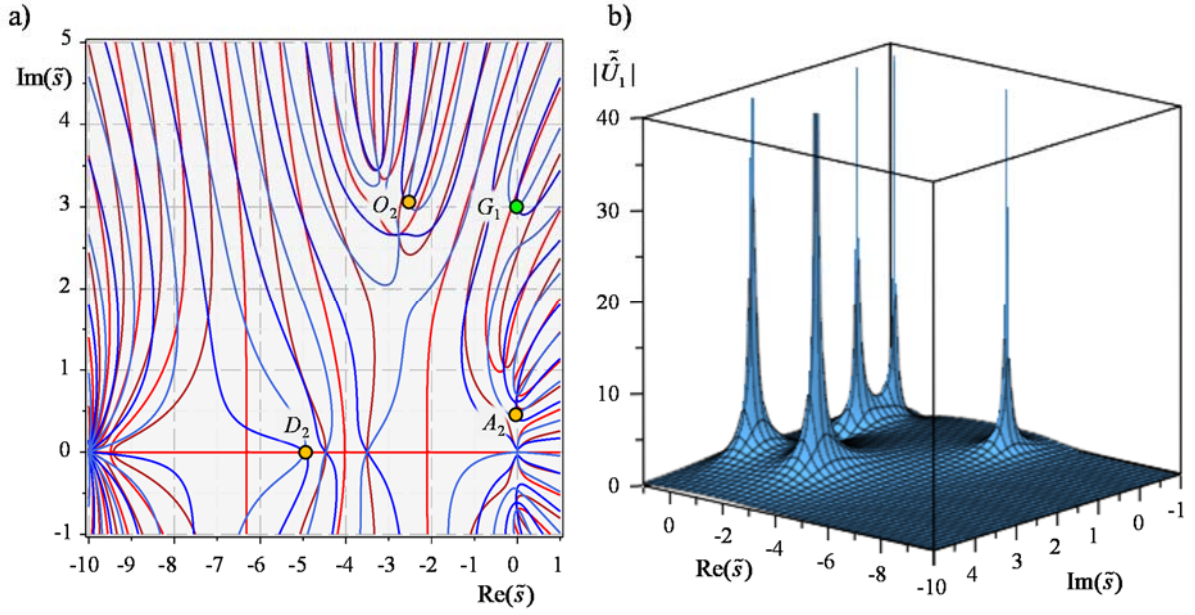 a)
5
Im(s̃)
4
3
2
1
0
-1
O₂
G₁
D₂
A₂
-10 -9 -8 -7 -6 -5 -4 -3 -2 -1 0 1
Re(s̃)
b)
|Û̃₁|
40
30
20
10
0
0 -2 -4 -6 -8 -10
Re(s̃)
4 3 2 1 0 -1
Im(s̃)